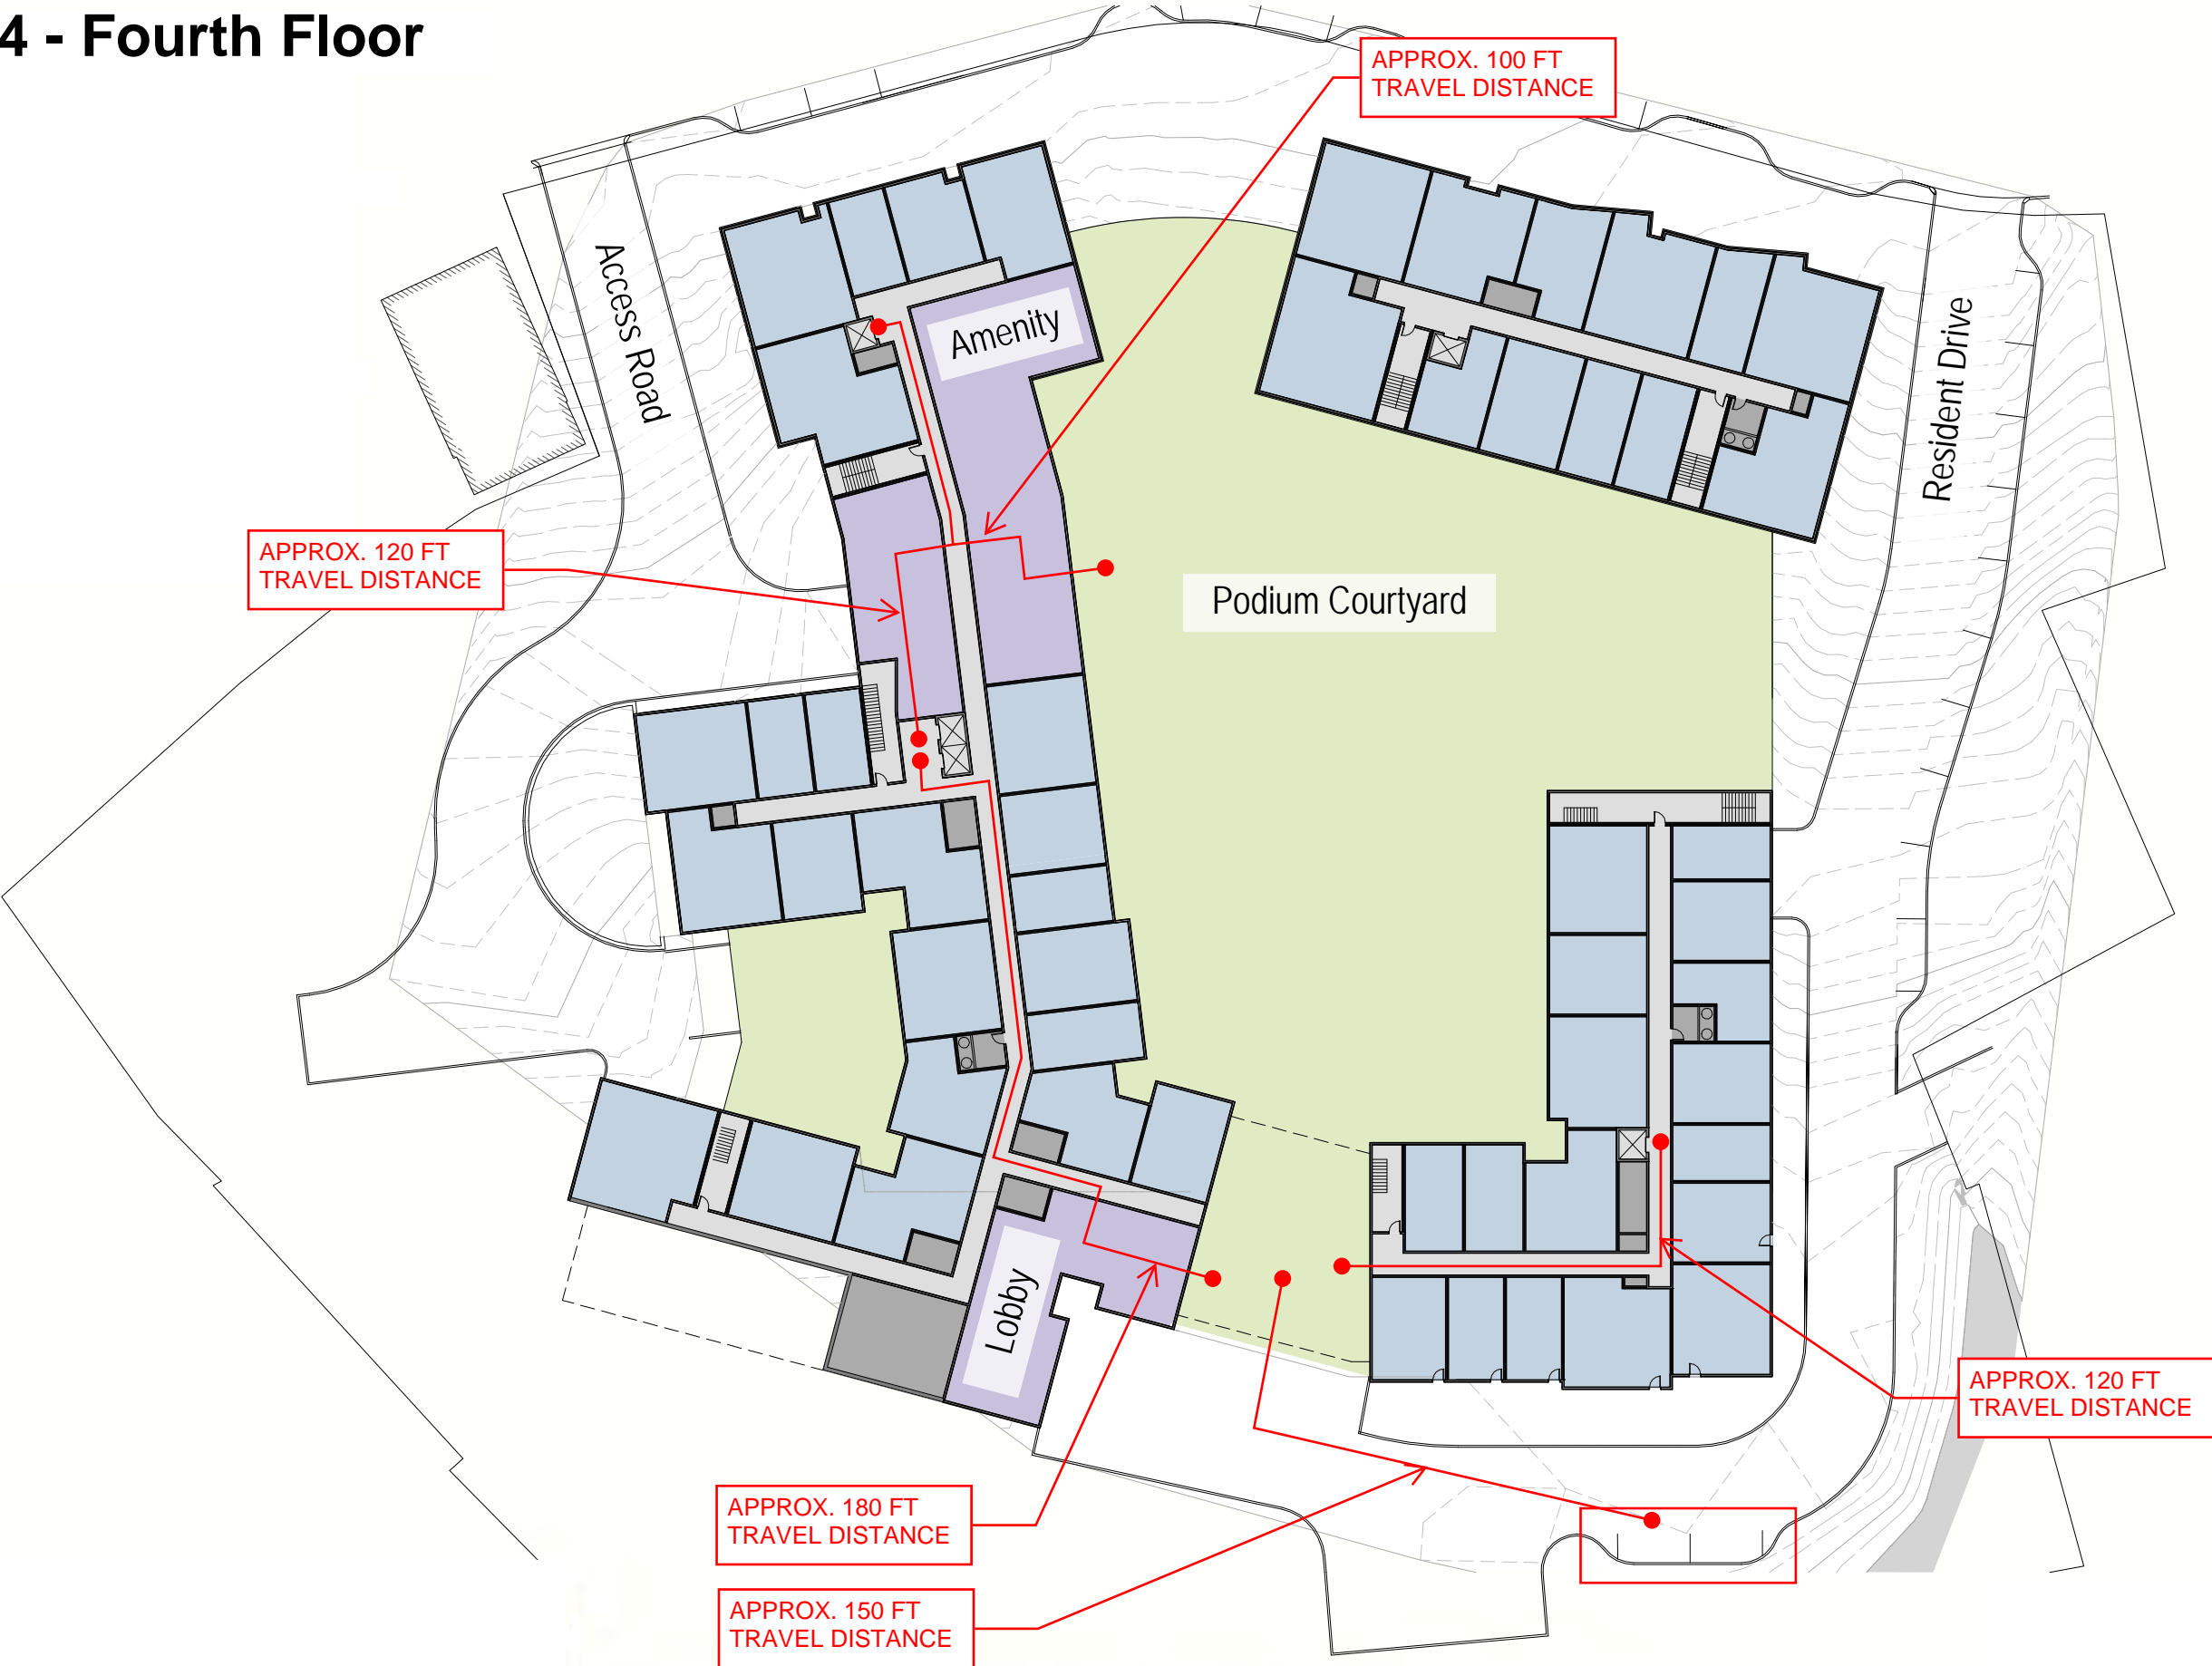 4 - Fourth Floor
APPROX. 100 FT
TRAVEL DISTANCE
Access Road
Amenity
Resident Drive
APPROX. 120 FT
TRAVEL DISTANCE
Podium Courtyard
Lobby
APPROX. 120 FT
TRAVEL DISTANCE
APPROX. 180 FT
TRAVEL DISTANCE
APPROX. 150 FT
TRAVEL DISTANCE